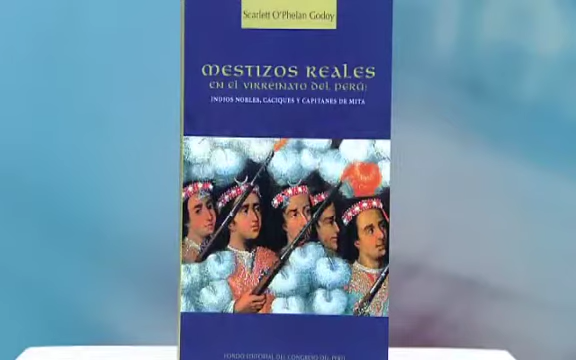 Scarlett O'Phelan Godoy
MESTIZOS REALES
EN EL VIRREINATO DEL PERÚ:
INDIOS NOBLES, CACIQUES Y CAPITANES DE MITA
FONDO EDITORIAL DEL CONGRESO DEL PERÚ